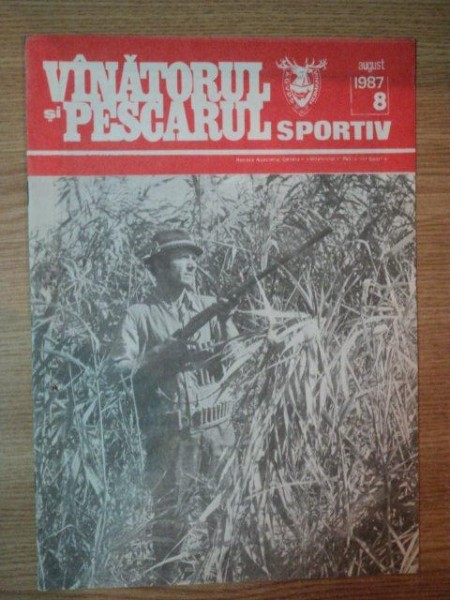 VÎNĂTORUL
și PESCARUL SPORTIV
august
1987
8